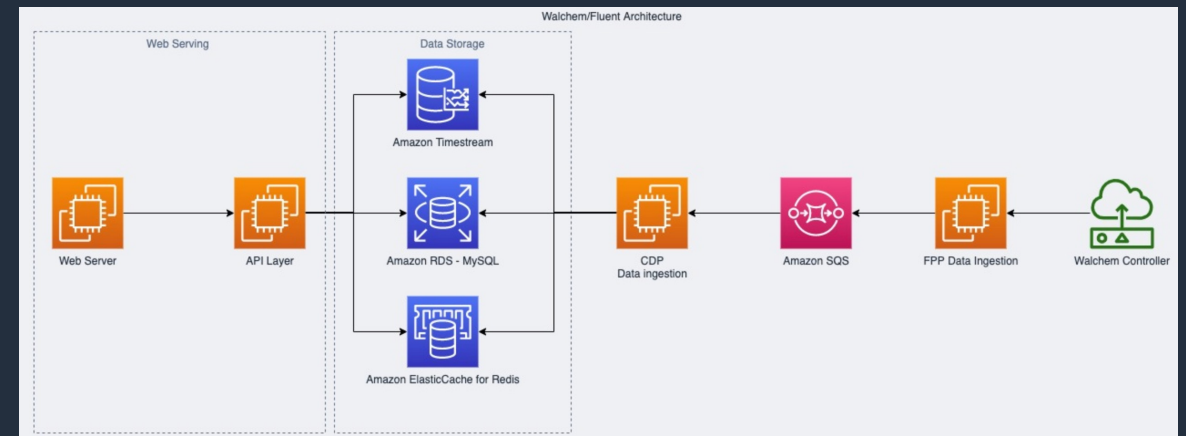 Walchem/Fluent Architecture
Web Serving
Data Storage
Amazon Timestream
Web Server
API Layer
Amazon RDS - MySQL
CDP
Data ingestion
Amazon SQS
FPP Data Ingestion
Walchem Controller
Amazon ElasticCache for Redis